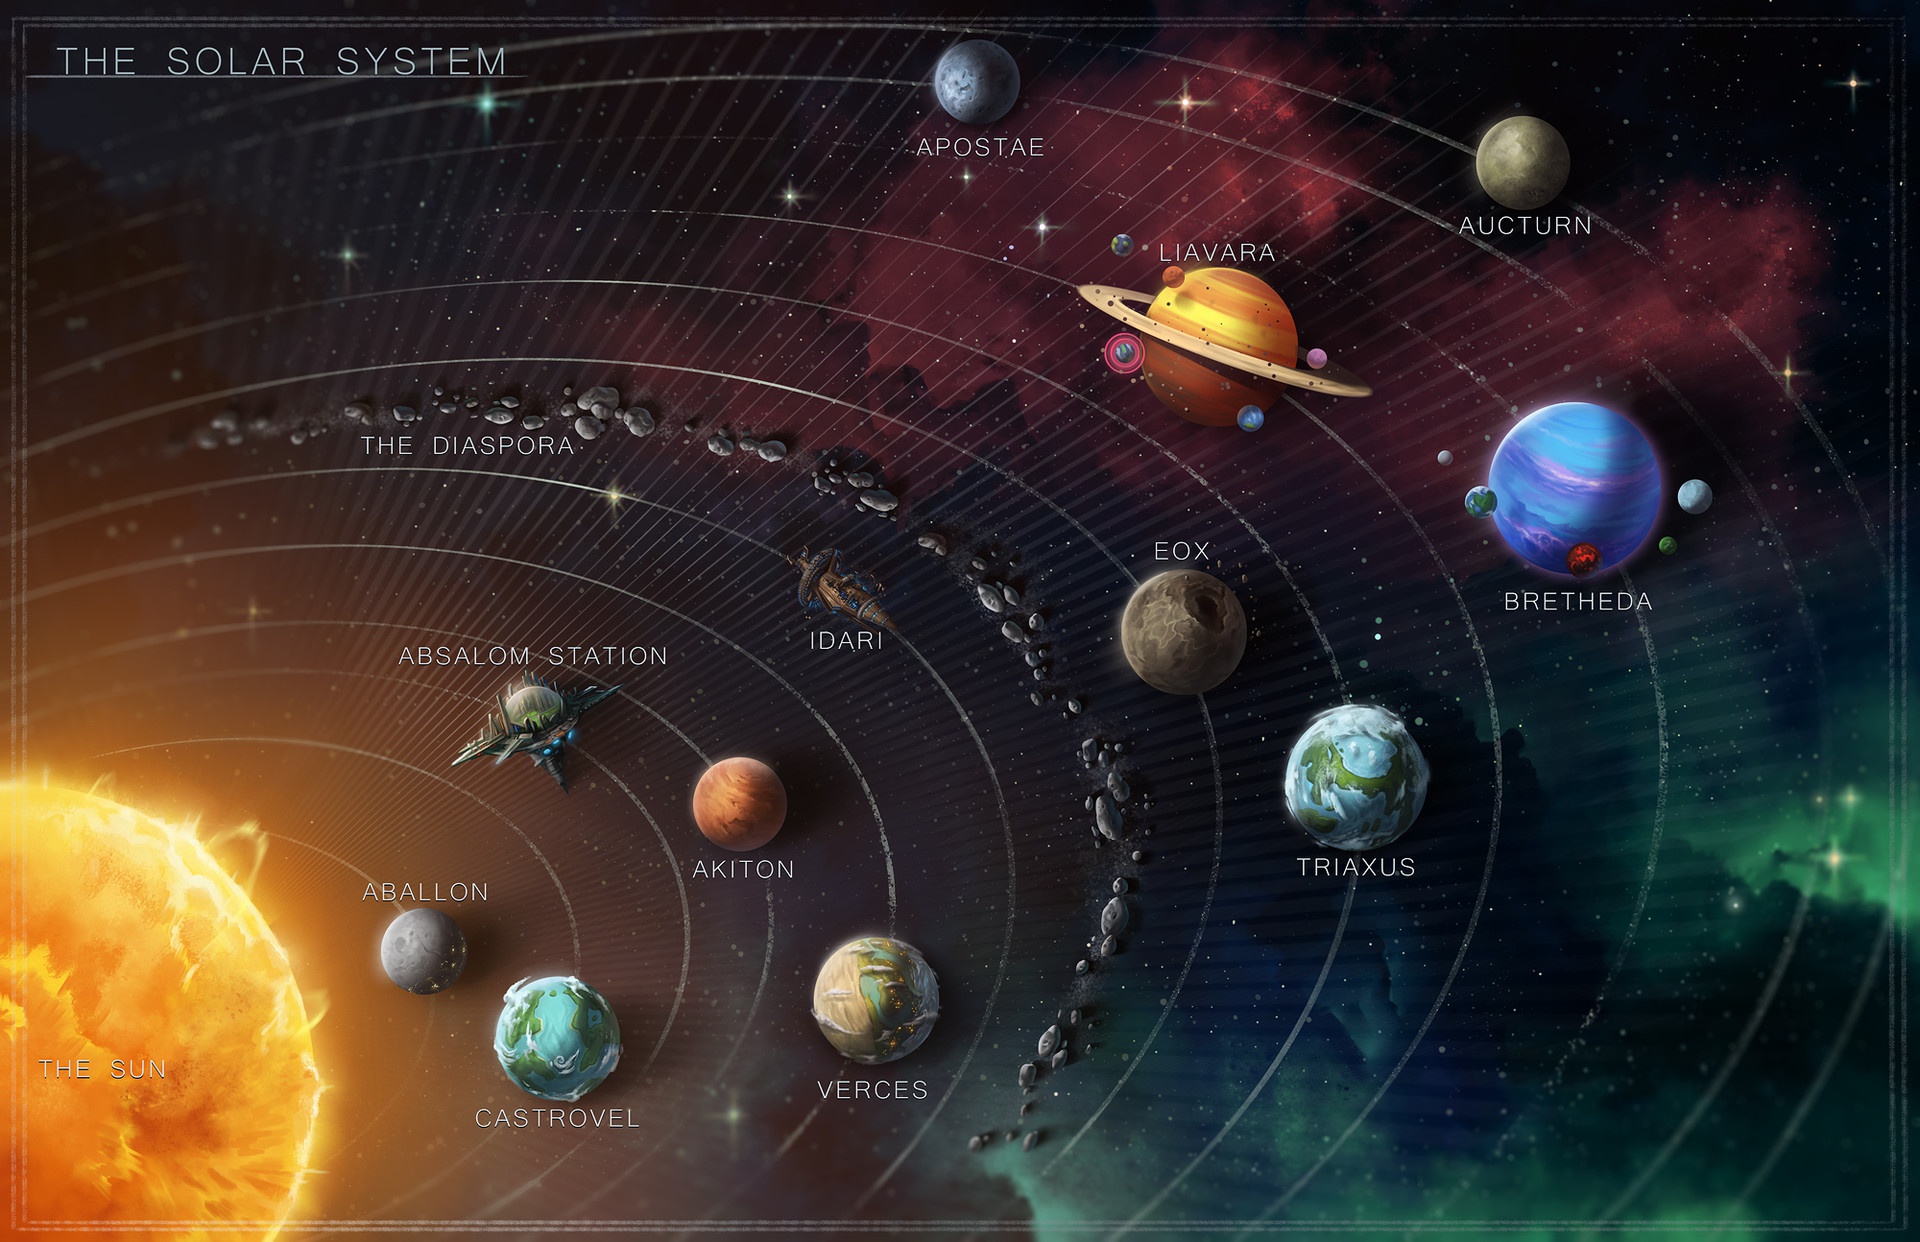 THE SOLAR SYSTEM
APOSTAE
AUCTURN
LIAVARA
THE DIASPORA
EOX
BRETHEDA
IDARI
ABSALOM STATION
AKITON
TRIAXUS
ABALLON
THE SUN
VERCES
CASTROVEL